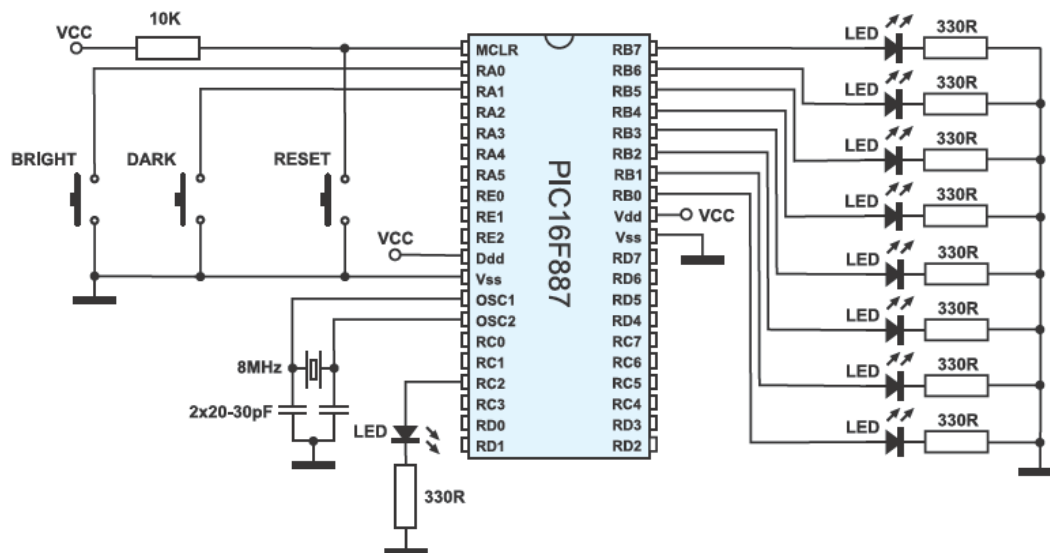 10K
VCC
BRIGHT
DARK
RESET
VCC
8MHz
2x20-30pF
LED
330R
MCLR
RA0
RA1
RA2
RA3
RA4
RA5
RE0
RE1
RE2
Ddd
Vss
OSC1
OSC2
RC0
RC1
RC2
RC3
RD0
RD1
PIC16F887
RB7
RB6
RB5
RB4
RB3
RB2
RB1
RB0
Vdd
Vss
RD7
RD6
RD5
RD4
RC7
RC6
RC5
RC4
RD3
RD2
VCC
LED 330R
LED 330R
LED 330R
LED 330R
LED 330R
LED 330R
LED 330R
LED 330R